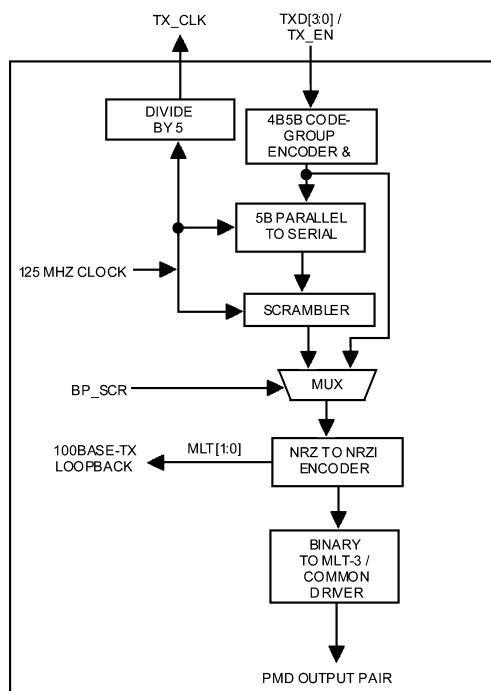 TX_CLK
TXD[3:0] /
TX_EN
DIVIDE
BY 5
4B5B CODE-
GROUP
ENCODER &
5B PARALLEL
TO SERIAL
125 MHZ CLOCK
SCRAMBLER
MUX
BP_SCR
100BASE-TX
LOOPBACK
MLT[1:0]
NRZ TO NRZI
ENCODER
BINARY
TO MLT-3 /
COMMON
DRIVER
PMD OUTPUT PAIR